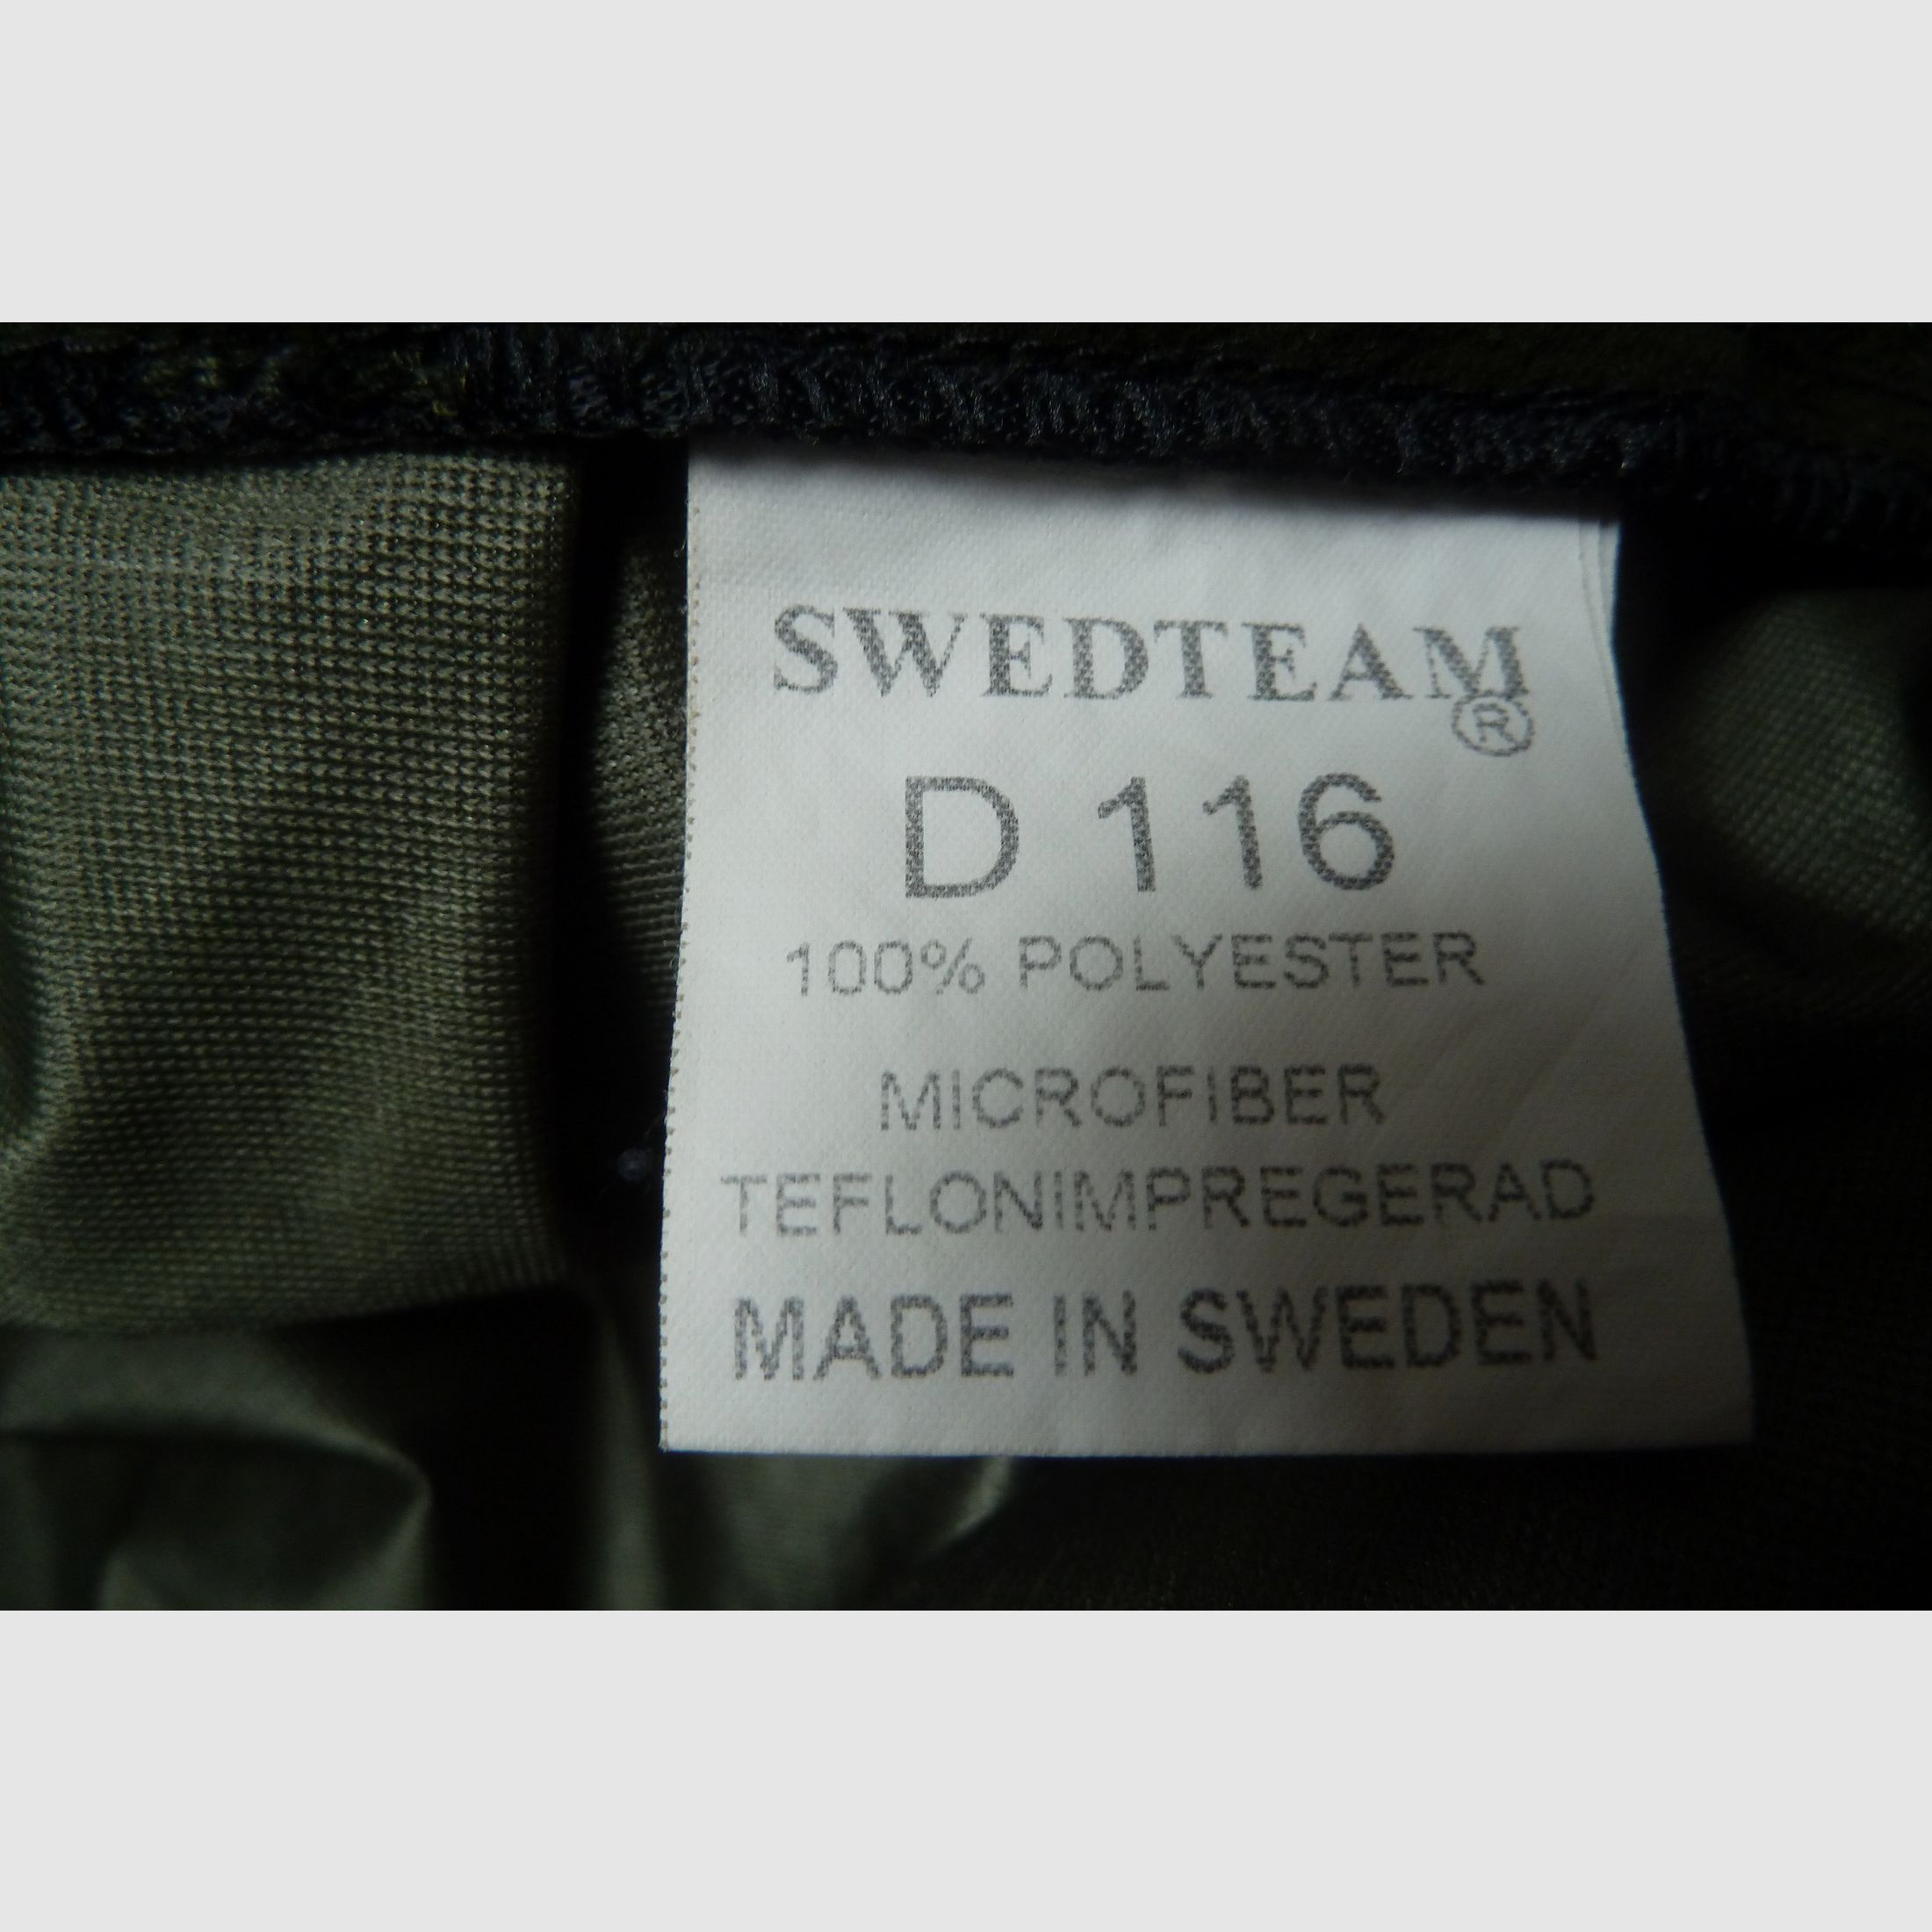 SWEDTEAM
®
D 116
100% POLYESTER
MICROFIBER
TEFLONIMPREGERAD
MADE IN SWEDEN